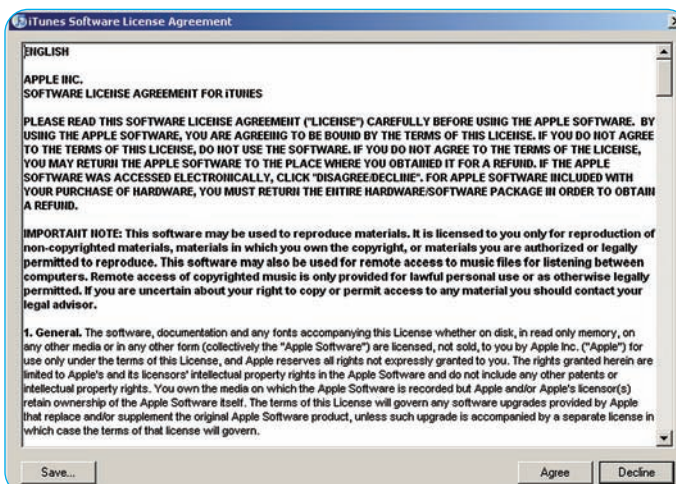 iTunes Software License Agreement
ENGLISH
APPLE INC.
SOFTWARE LICENSE AGREEMENT FOR iTUNES
PLEASE READ THIS SOFTWARE LICENSE AGREEMENT ("LICENSE") CAREFULLY BEFORE USING THE APPLE SOFTWARE. BY
USING THE APPLE SOFTWARE, YOU ARE AGREEING TO BE BOUND BY THE TERMS OF THIS LICENSE. IF YOU DO NOT AGREE
TO THE TERMS OF THIS LICENSE, DO NOT USE THE SOFTWARE. IF YOU DO NOT AGREE TO THE TERMS OF THE LICENSE,
YOU MAY RETURN THE APPLE SOFTWARE TO THE PLACE WHERE YOU OBTAINED IT FOR A REFUND. IF THE APPLE
SOFTWARE WAS ACCESSED ELECTRONICALLY, CLICK "DISAGREE/DECLINE". FOR APPLE SOFTWARE INCLUDED WITH
YOUR PURCHASE OF HARDWARE, YOU MUST RETURN THE ENTIRE HARDWARE/SOFTWARE PACKAGE IN ORDER TO OBTAIN
A REFUND.
IMPORTANT NOTE: This software may be used to reproduce materials. It is licensed to you only for reproduction of
non-copyrighted materials, materials in which you own the copyright, or materials you are authorized or legally
permitted to reproduce. This software may also be used for remote access to music files for listening between
computers. Remote access of copyrighted music is only provided for lawful personal use or as otherwise legally
permitted. If you are uncertain about your right to copy or permit access to any material you should contact your
legal advisor.
1. General. The software, documentation and any fonts accompanying this License whether on disk, in read only memory, on
any other media or in any other form (collectively the "Apple Software") are licensed, not sold, to you by Apple Inc. ("Apple") for
use only under the terms of this License, and Apple reserves all rights not expressly granted to you. The rights granted herein are
limited to Apple's and its licensors' intellectual property rights in the Apple Software and do not include any other patents or
intellectual property rights. You own the media on which the Apple Software is recorded but Apple and/or Apple's licensor(s)
retain ownership of the Apple Software itself. The terms of this License will govern any software upgrades provided by Apple
that replace and/or supplement the original Apple Software product, unless such upgrade is accompanied by a separate license in
which case the terms of that license will govern.
Save... Agree Decline